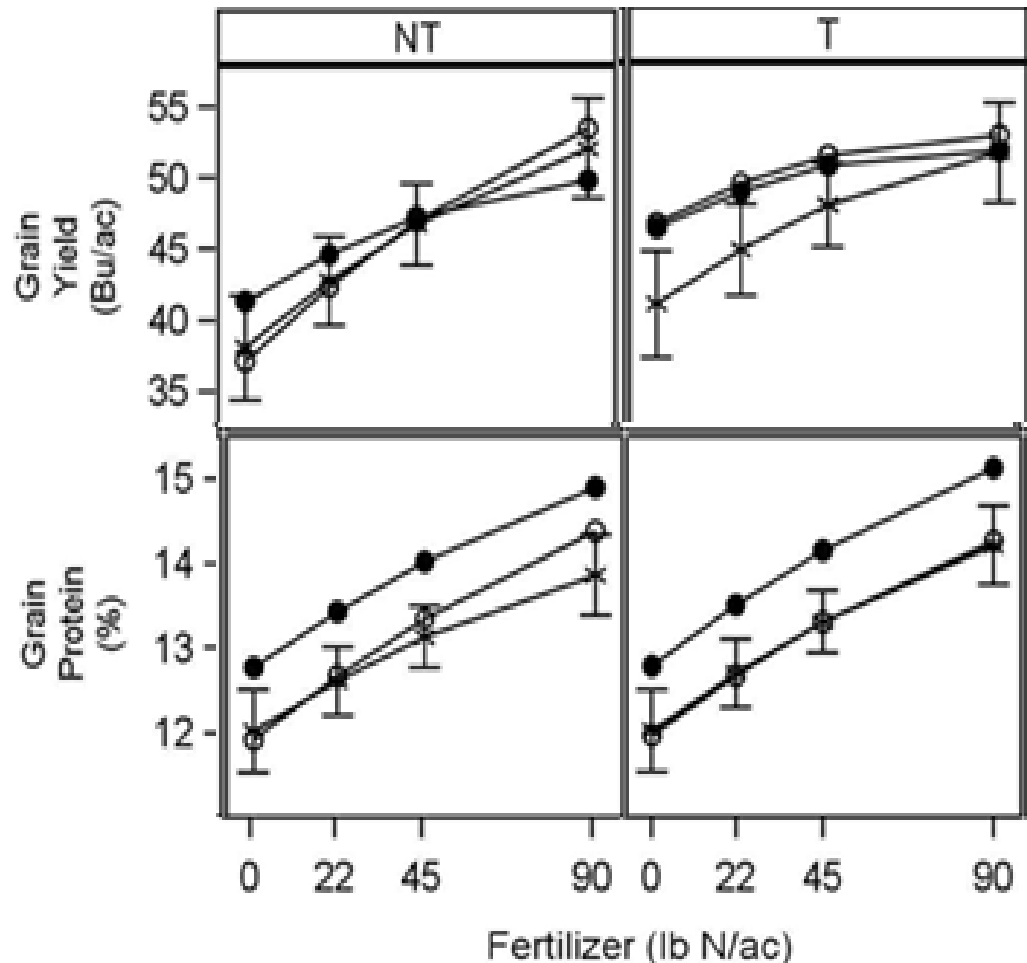 NT T
55
50
45
40
35
Grain
Yield
(Bu/ac)
15
14
13
12
Grain
Protein
(%)
0 22 45 90 0 22 45 90
Fertilizer (lb N/ac)